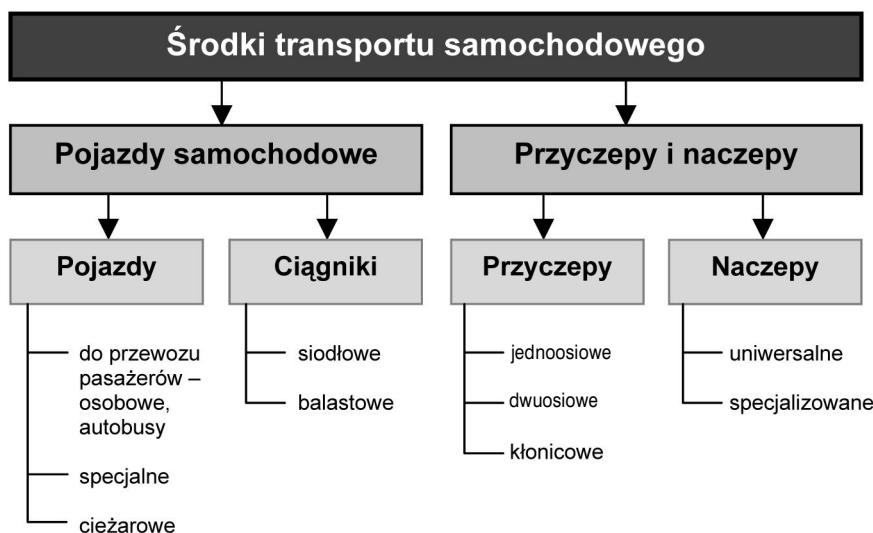 Środki transportu samochodowego
Pojazdy samochodowe
Przyczepy i naczepy
Pojazdy
Ciągniki
Przyczepy
Naczepy
do przewozu
pasażerów –
osobowe,
autobusy
specjalne
cieżarowe
siodłowe
balastowe
jednoosiowe
dwuosiowe
kłonicowe
uniwersalne
specjalizowane